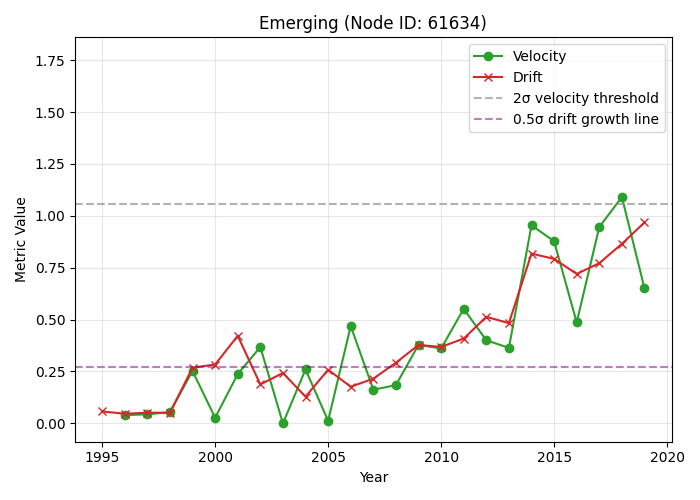 Emerging (Node ID: 61634)
Velocity
Drift
2σ velocity threshold
0.5σ drift growth line
Metric Value
1.75
1.50
1.25
1.00
0.75
0.50
0.25
0.00
1995 2000 2005 2010 2015 2020
Year